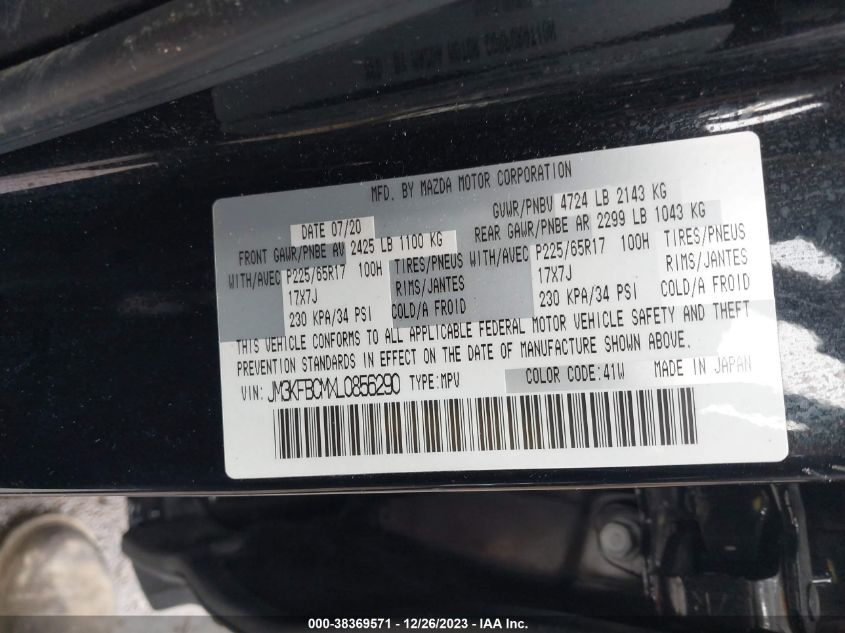 MFD. BY MAZDA MOTOR CORPORATION
DATE 07/20 GVWR/PNBV 4724 LB 2143 KG
FRONT GAWR/PNBE AV 2425 LB 1100 KG REAR GAWR/PNBE AR 2299 LB 1043 KG
WITH/AVEC P225/65R17 100H TIRES/PNEUS WITH/AVEC P225/65R17 100H TIRES/PNEUS
17X7J RIMS/JANTES 17X7J RIMS/JANTES
230 KPA/34 PSI COLD/A FROID 230 KPA/34 PSI COLD/A FROID
THIS VEHICLE CONFORMS TO ALL APPLICABLE FEDERAL MOTOR VEHICLE SAFETY AND THEFT
PREVENTION STANDARDS IN EFFECT ON THE DATE OF MANUFACTURE SHOWN ABOVE.
VIN: JM3KFBCMXL0856290 TYPE:MPV COLOR CODE:41W MADE IN JAPAN
000-38369571 - 12/26/2023 - IAA Inc.